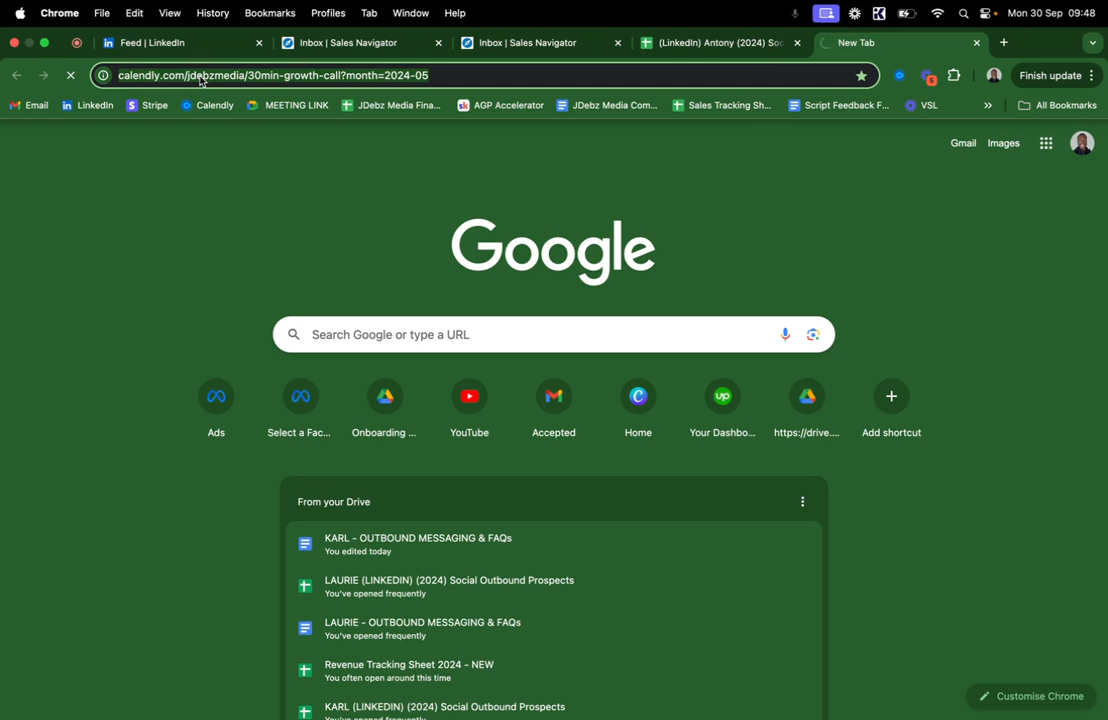 Chrome File Edit View History Bookmarks Profiles Tab Window Help Mon 30 Sep 09:48
Feed | LinkedIn Inbox | Sales Navigator Inbox | Sales Navigator (LinkedIn) Antony (2024) Soc New Tab
calendly.com/jdebzmedia/30min-growth-call?month=2024-05 Finish update
Email LinkedIn Stripe Calendly MEETING LINK JDebz Media Fina... AGP Accelerator JDebz Media Com... Sales Tracking Sh... Script Feedback F... VSL » All Bookmarks
Gmail Images
Google
Search Google or type a URL
Ads Select a Fac... Onboarding ... YouTube Accepted Home Your Dashbo... https://drive.... Add shortcut
From your Drive
KARL - OUTBOUND MESSAGING & FAQs
You edited today
LAURIE (LINKEDIN) (2024) Social Outbound Prospects
You've opened frequently
LAURIE - OUTBOUND MESSAGING & FAQs
You've opened frequently
Revenue Tracking Sheet 2024 - NEW
You often open around this time
KARL (LINKEDIN) (2024) Social Outbound Prospects
You've opened frequently
Customise Chrome